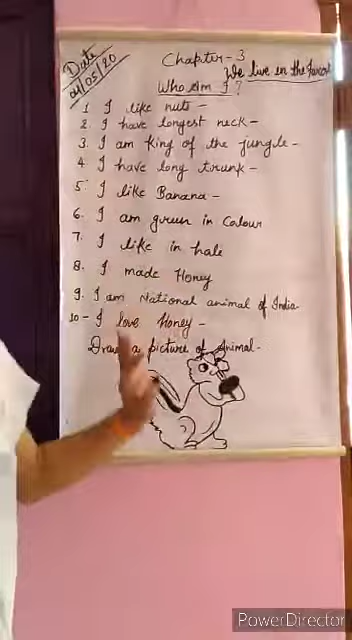 Date
04/05/20
Chapter-3
We live in the forest
Who Am I?
1 I like nuts -
2. I have longest neck -
3. I am king of the jungle -
4. I have long trunk -
5. I like Banana -
6. I am green in Colour
7. I like in hale
8. I made Honey
9. I am National animal of India
10- I love Honey -
Draw a picture of Animal-
PowerDirector